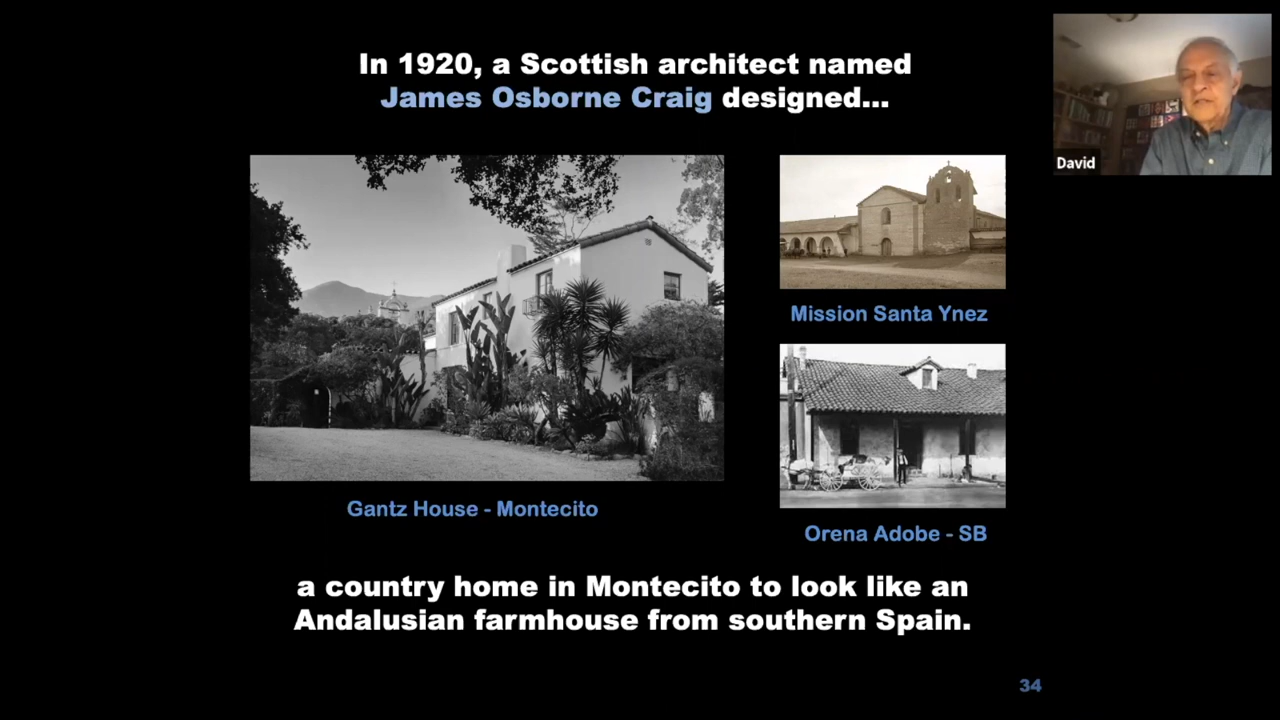 In 1920, a Scottish architect named
James Osborne Craig designed...
David
Mission Santa Ynez
Gantz House - Montecito
Orena Adobe - SB
a country home in Montecito to look like an
Andalusian farmhouse from southern Spain.
34